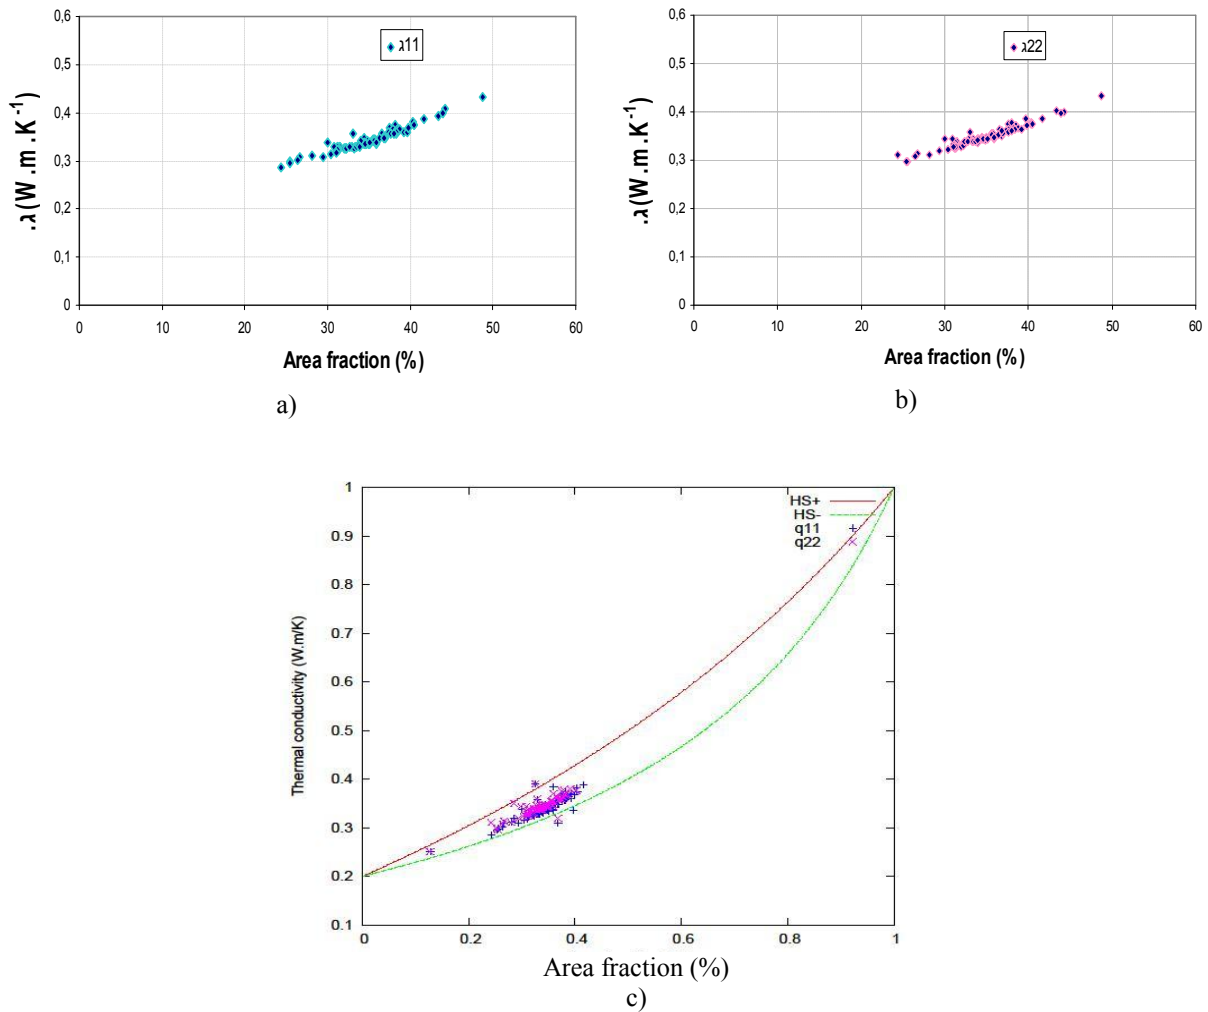 0,6
0,5
0,4
0,3
0,2
0,1
0
0 10 20 30 40 50 60
.λ(W.m.K-1)
λ11
Area fraction (%)
a)
0,6
0,5
0,4
0,3
0,2
0,1
0
0 10 20 30 40 50 60
.λ(W.m.K-1)
λ22
Area fraction (%)
b)
1
0.9
0.8
0.7
0.6
0.5
0.4
0.3
0.2
0.1
0 0.2 0.4 0.6 0.8 1
Thermal conductivity (W.m/K)
HS+
HS-
q11
q22
Area fraction (%)
c)